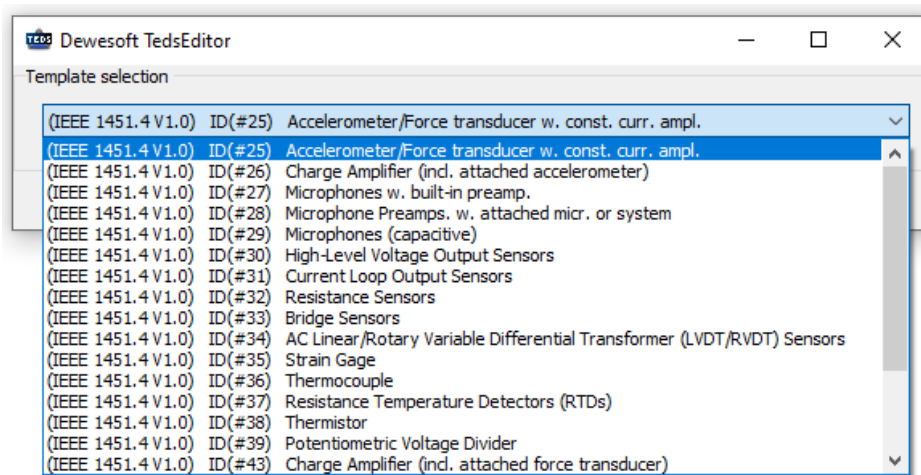 TEDS Dewesoft TedsEditor
Template selection
(IEEE 1451.4 V1.0) ID(#25) Accelerometer/Force transducer w. const. curr. ampl.
(IEEE 1451.4 V1.0) ID(#25) Accelerometer/Force transducer w. const. curr. ampl.
(IEEE 1451.4 V1.0) ID(#26) Charge Amplifier (incl. attached accelerometer)
(IEEE 1451.4 V1.0) ID(#27) Microphones w. built-in preamp.
(IEEE 1451.4 V1.0) ID(#28) Microphone Preamps. w. attached micr. or system
(IEEE 1451.4 V1.0) ID(#29) Microphones (capacitive)
(IEEE 1451.4 V1.0) ID(#30) High-Level Voltage Output Sensors
(IEEE 1451.4 V1.0) ID(#31) Current Loop Output Sensors
(IEEE 1451.4 V1.0) ID(#32) Resistance Sensors
(IEEE 1451.4 V1.0) ID(#33) Bridge Sensors
(IEEE 1451.4 V1.0) ID(#34) AC Linear/Rotary Variable Differential Transformer (LVDT/RVDT) Sensors
(IEEE 1451.4 V1.0) ID(#35) Strain Gage
(IEEE 1451.4 V1.0) ID(#36) Thermocouple
(IEEE 1451.4 V1.0) ID(#37) Resistance Temperature Detectors (RTDs)
(IEEE 1451.4 V1.0) ID(#38) Thermistor
(IEEE 1451.4 V1.0) ID(#39) Potentiometric Voltage Divider
(IEEE 1451.4 V1.0) ID(#43) Charge Amplifier (incl. attached force transducer)